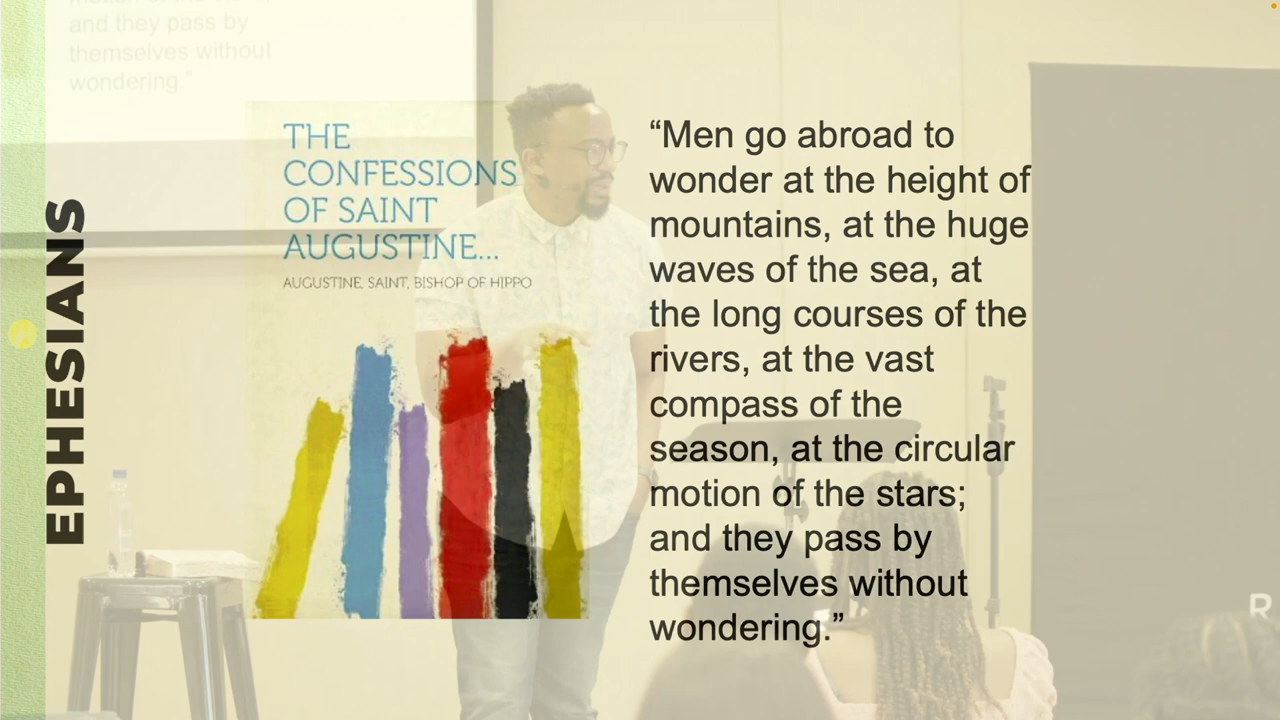 motion of the
and they pass by
themselves without
wondering.”
EPHESIANS
THE
CONFESSIONS
OF SAINT
AUGUSTINE...
AUGUSTINE, SAINT, BISHOP OF HIPPO
“Men go abroad to
wonder at the height of
mountains, at the huge
waves of the sea, at
the long courses of the
rivers, at the vast
compass of the
season, at the circular
motion of the stars;
and they pass by
themselves without
wondering.”
R